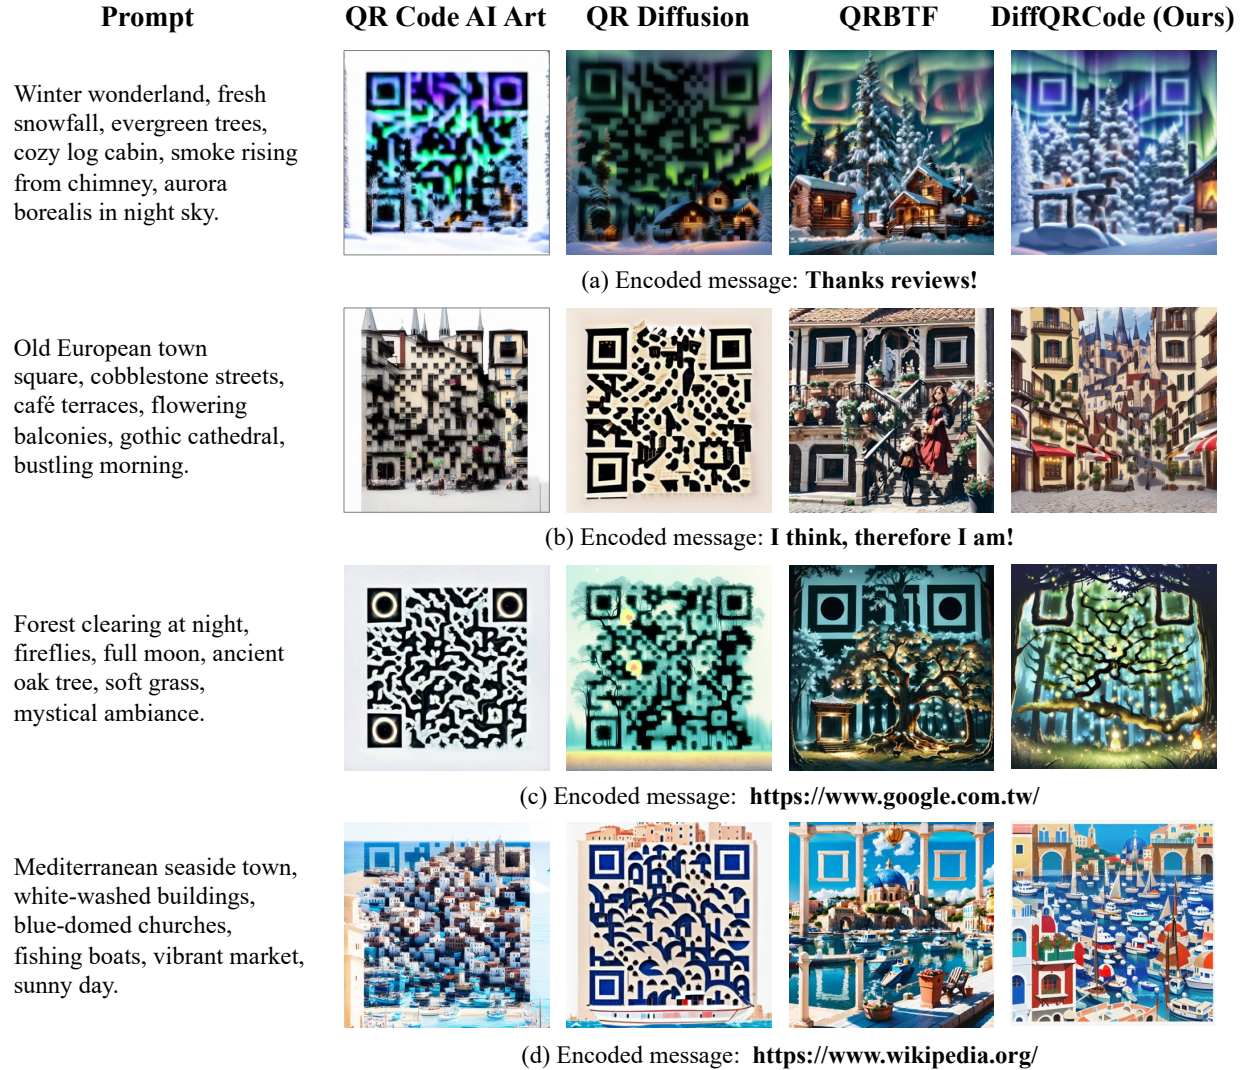 Prompt
QR Code AI Art
QR Diffusion
QRBTF
DiffQRCode (Ours)
Winter wonderland, fresh
snowfall, evergreen trees,
cozy log cabin, smoke rising
from chimney, aurora
borealis in night sky.
(a) Encoded message: Thanks reviews!
Old European town
square, cobblestone streets,
café terraces, flowering
balconies, gothic cathedral,
bustling morning.
(b) Encoded message: I think, therefore I am!
Forest clearing at night,
fireflies, full moon, ancient
oak tree, soft grass,
mystical ambiance.
(c) Encoded message: https://www.google.com.tw/
Mediterranean seaside town,
white-washed buildings,
blue-domed churches,
fishing boats, vibrant market,
sunny day.
(d) Encoded message: https://www.wikipedia.org/